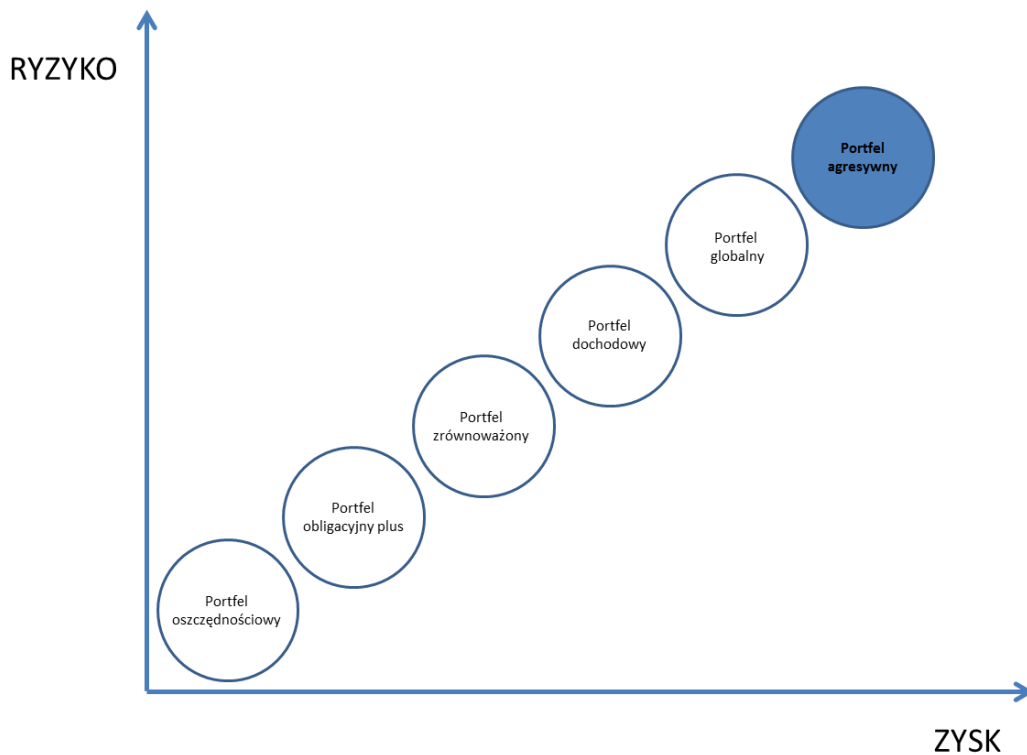 RYZYKO
Portfel
agresywny
Portfel
globalny
Portfel
dochodowy
Portfel
zrównoważony
Portfel
obligacyjny plus
Portfel
oszczędnościowy
ZYSK